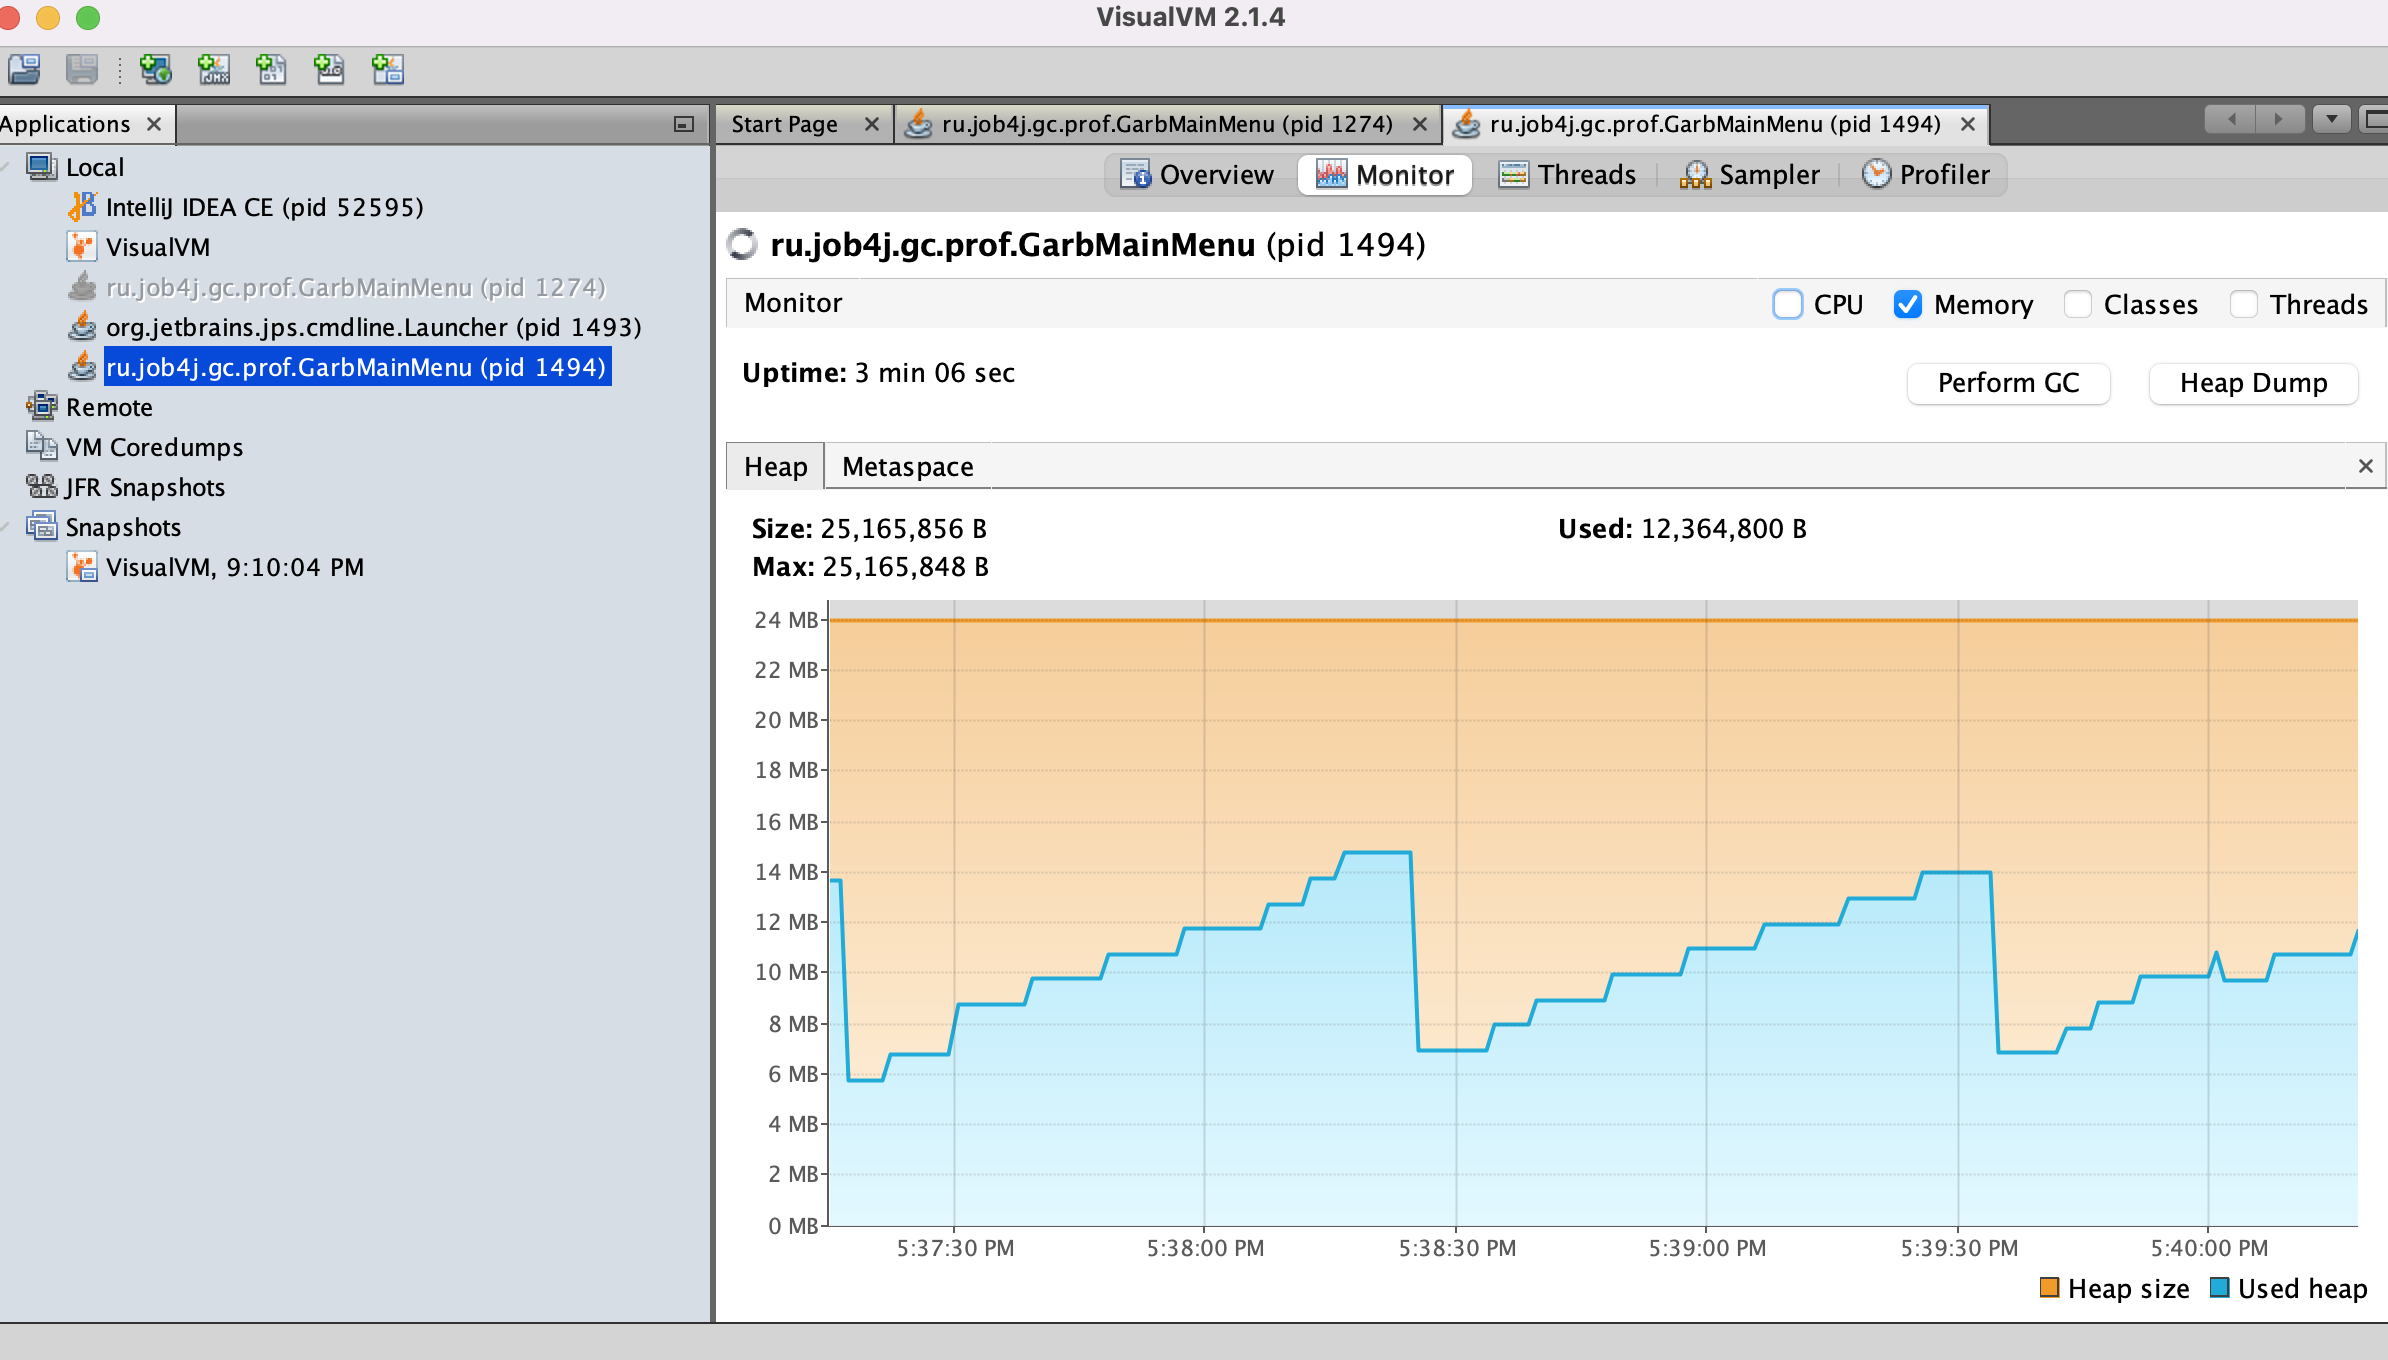 VisualVM 2.1.4
Applications
Start Page
ru.job4j.gc.prof.GarbMainMenu (pid 1274)
ru.job4j.gc.prof.GarbMainMenu (pid 1494)
Local
IntelliJ IDEA CE (pid 52595)
VisualVM
ru.job4j.gc.prof.GarbMainMenu (pid 1274)
org.jetbrains.jps.cmdline.Launcher (pid 1493)
ru.job4j.gc.prof.GarbMainMenu (pid 1494)
Remote
VM Coredumps
JFR Snapshots
Snapshots
VisualVM, 9:10:04 PM
Overview Monitor Threads Sampler Profiler
ru.job4j.gc.prof.GarbMainMenu (pid 1494)
Monitor
CPU Memory Classes Threads
Uptime: 3 min 06 sec
Perform GC Heap Dump
Heap Metaspace
Size: 25,165,856 B
Used: 12,364,800 B
Max: 25,165,848 B
24 MB
22 MB
20 MB
18 MB
16 MB
14 MB
12 MB
10 MB
8 MB
6 MB
4 MB
2 MB
0 MB
5:37:30 PM 5:38:00 PM 5:38:30 PM 5:39:00 PM 5:39:30 PM 5:40:00 PM
Heap size Used heap